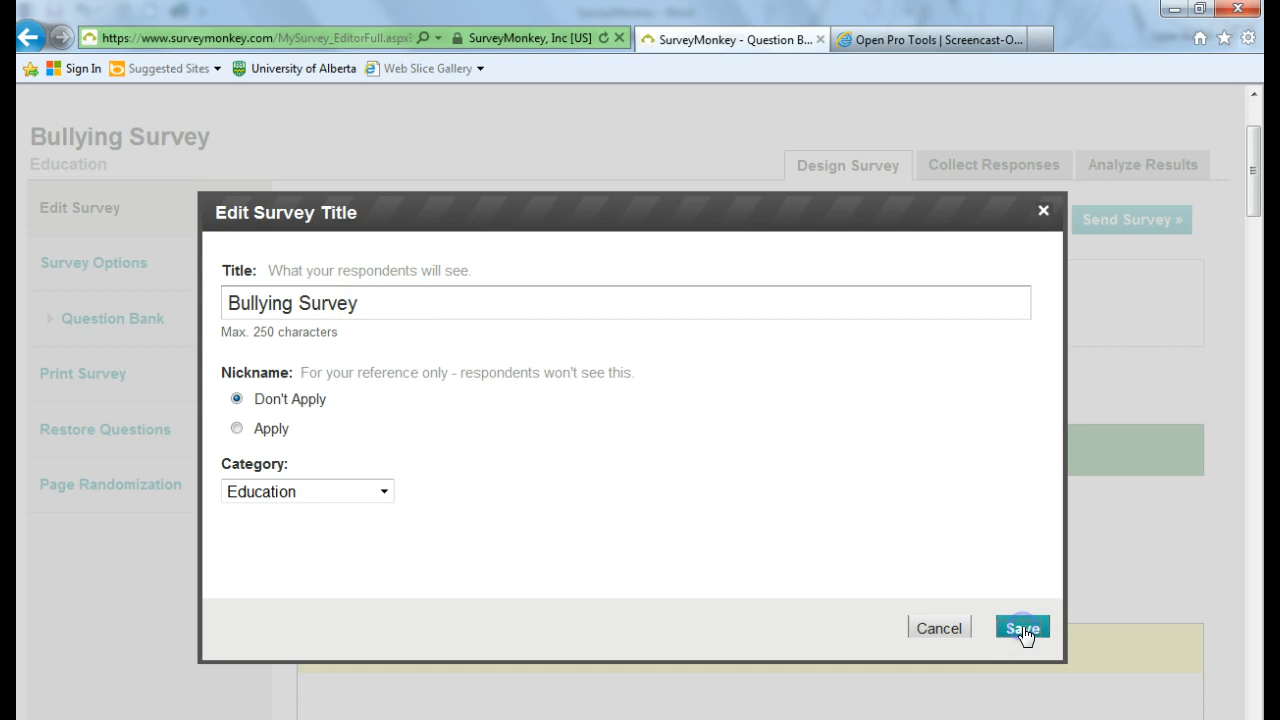 https://www.surveymonkey.com/MySurvey_EditorFull.aspx? SurveyMonkey, Inc [US] SurveyMonkey - Question B... Open Pro Tools | Screencast-O...
Sign In Suggested Sites University of Alberta Web Slice Gallery
Bullying Survey
Education
Design Survey Collect Responses Analyze Results
Edit Survey
Send Survey »
Survey Options
Question Bank
Print Survey
Restore Questions
Page Randomization
Edit Survey Title
Title: What your respondents will see.
Bullying Survey
Max. 250 characters
Nickname: For your reference only - respondents won't see this.
Don't Apply
Apply
Category:
Education
Cancel Save